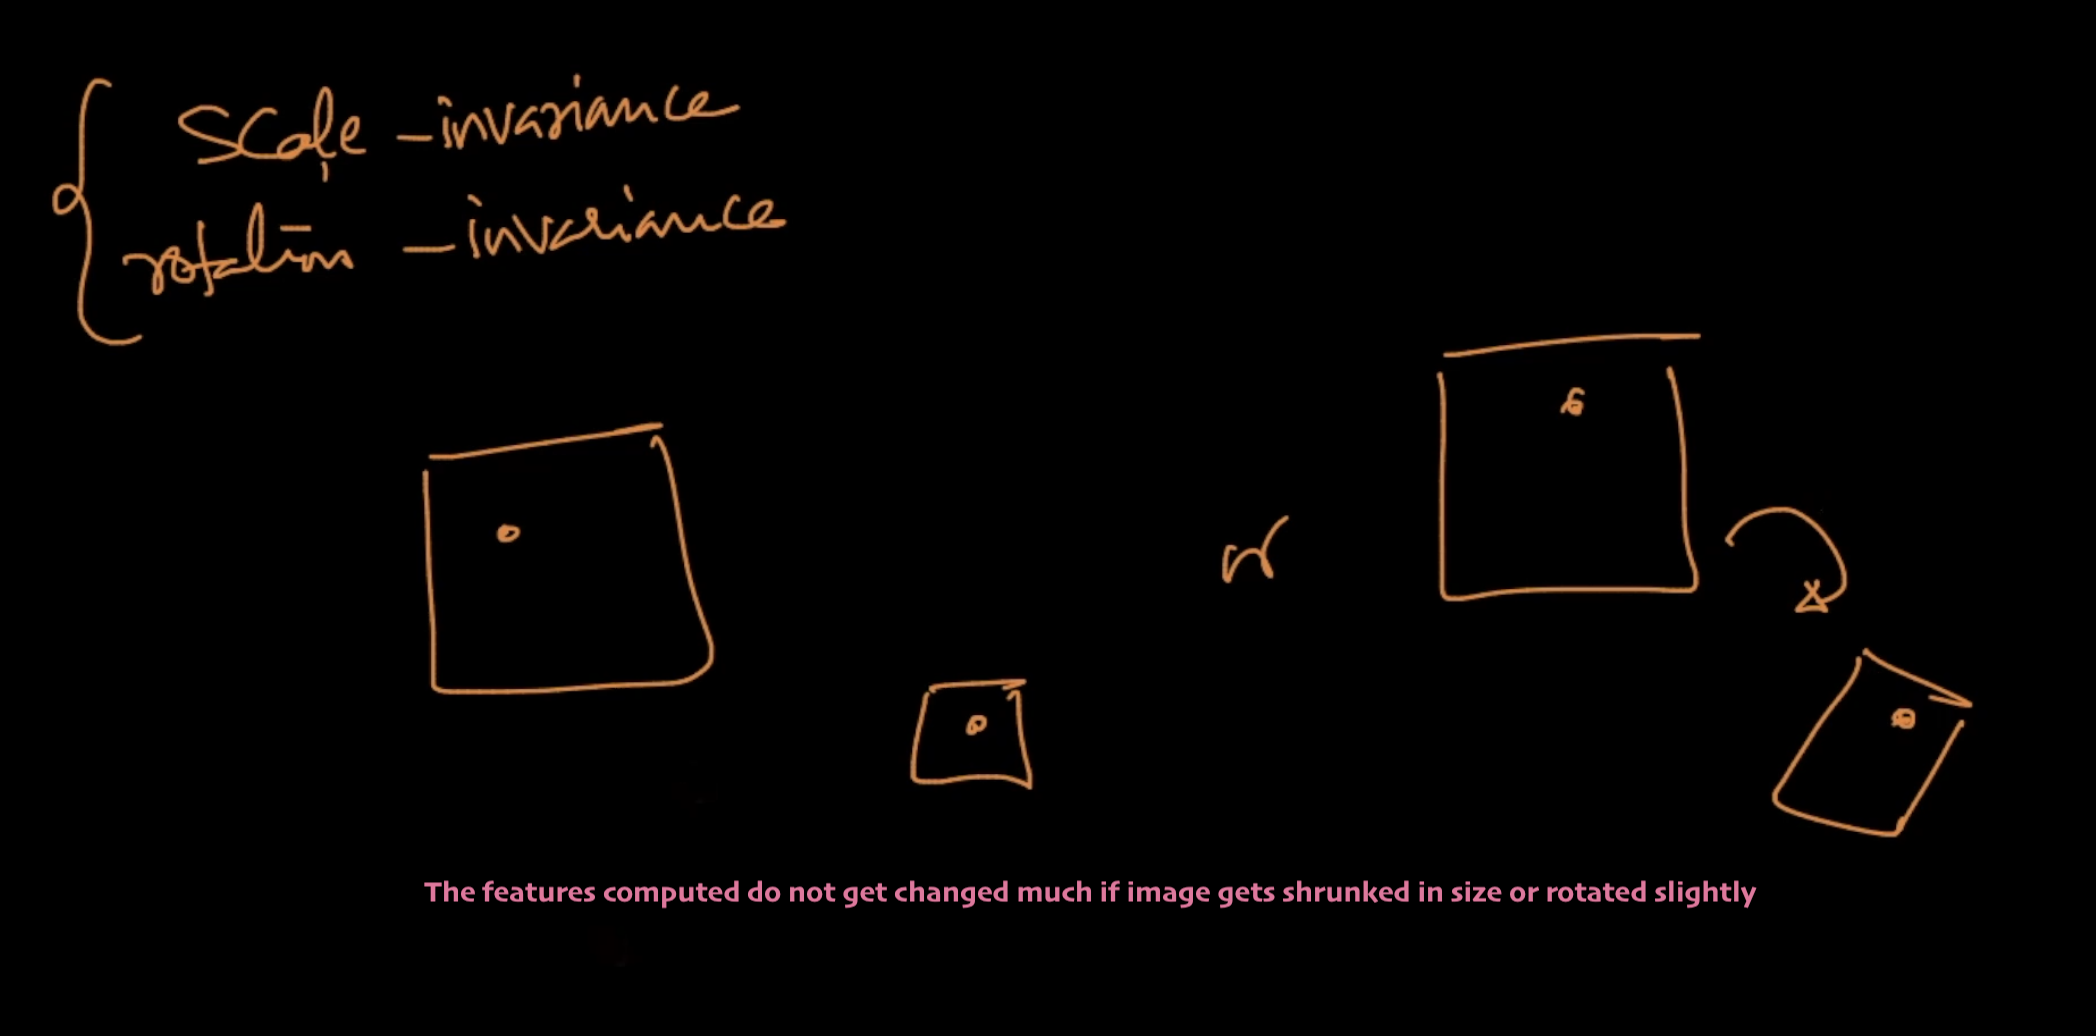 Scale - invariance
rotation - invariance
or
The features computed do not get changed much if image gets shrunked in size or rotated slightly